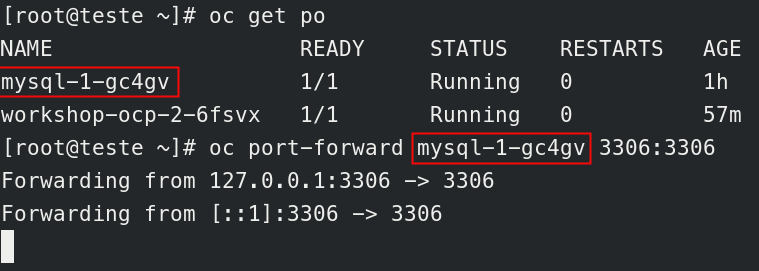 [root@teste ~]# oc get po
NAME READY STATUS RESTARTS AGE
mysql-1-gc4gv 1/1 Running 0 1h
workshop-ocp-2-6fsvx 1/1 Running 0 57m
[root@teste ~]# oc port-forward mysql-1-gc4gv 3306:3306
Forwarding from 127.0.0.1:3306 -> 3306
Forwarding from [::1]:3306 -> 3306